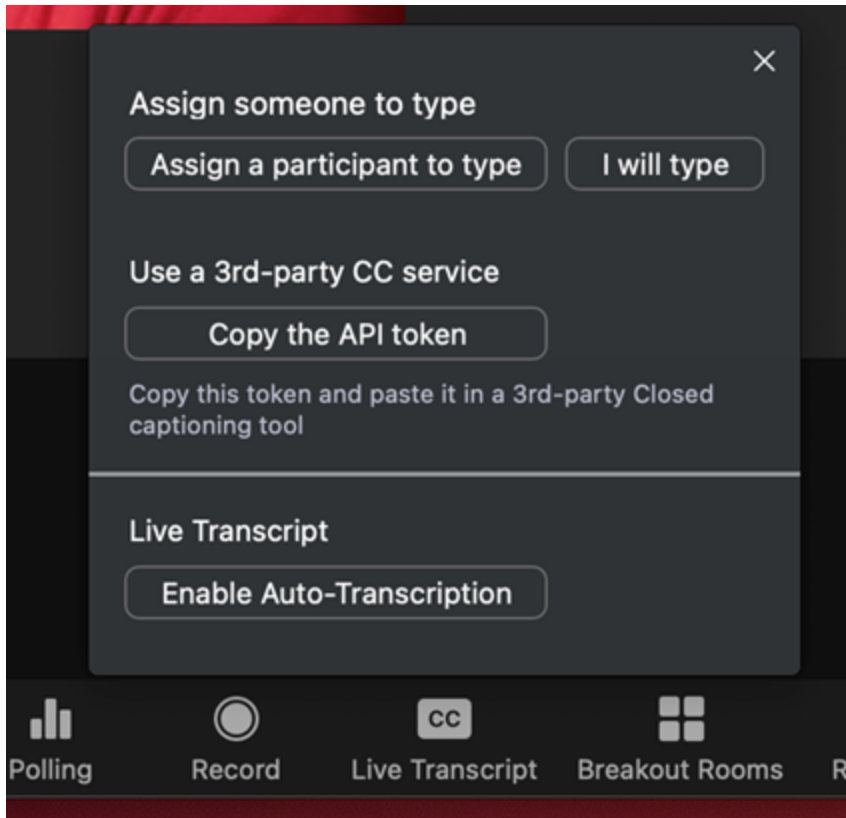 Assign someone to type
Assign a participant to type
I will type
Use a 3rd-party CC service
Copy the API token
Copy this token and paste it in a 3rd-party Closed
captioning tool
Live Transcript
Enable Auto-Transcription
CC
Polling
Record
Live Transcript
Breakout Rooms